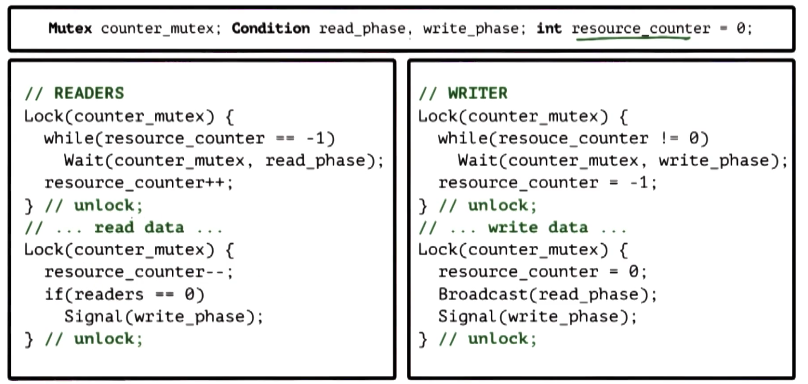 Mutex counter_mutex; Condition read_phase, write_phase; int resource_counter = 0;
// READERS
Lock(counter_mutex) {
while(resource_counter == -1)
Wait(counter_mutex, read_phase);
resource_counter++;
} // unlock;
// ... read data ...
Lock(counter_mutex) {
resource_counter--;
if(readers == 0)
Signal(write_phase);
} // unlock;
// WRITER
Lock(counter_mutex) {
while(resouce_counter != 0)
Wait(counter_mutex, write_phase);
resource_counter = -1;
} // unlock;
// ... write data ...
Lock(counter_mutex) {
resource_counter = 0;
Broadcast(read_phase);
Signal(write_phase);
} // unlock;